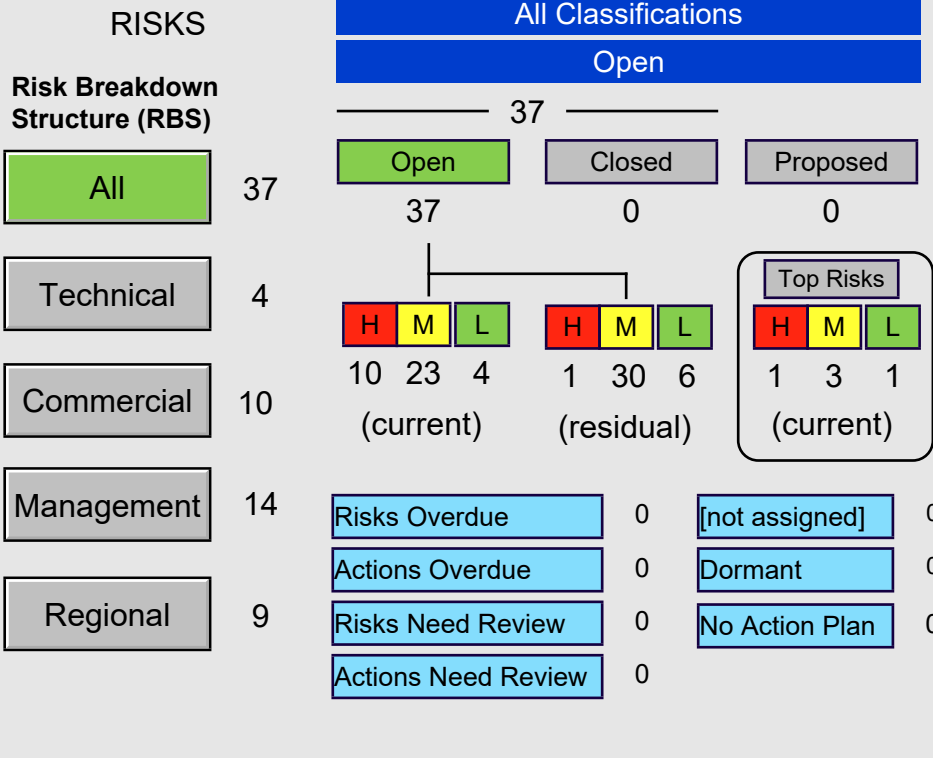 RISKS
All Classifications
Open
Risk Breakdown
Structure (RBS)
37
Open Closed Proposed
All 37
37 0 0
Top Risks
Technical 4
H M L H M L H M L
10 23 4 1 30 6 1 3 1
Commercial 10
(current) (residual) (current)
Management 14
Risks Overdue 0 [not assigned] 0
Actions Overdue 0 Dormant 0
Regional 9
Risks Need Review 0 No Action Plan 0
Actions Need Review 0